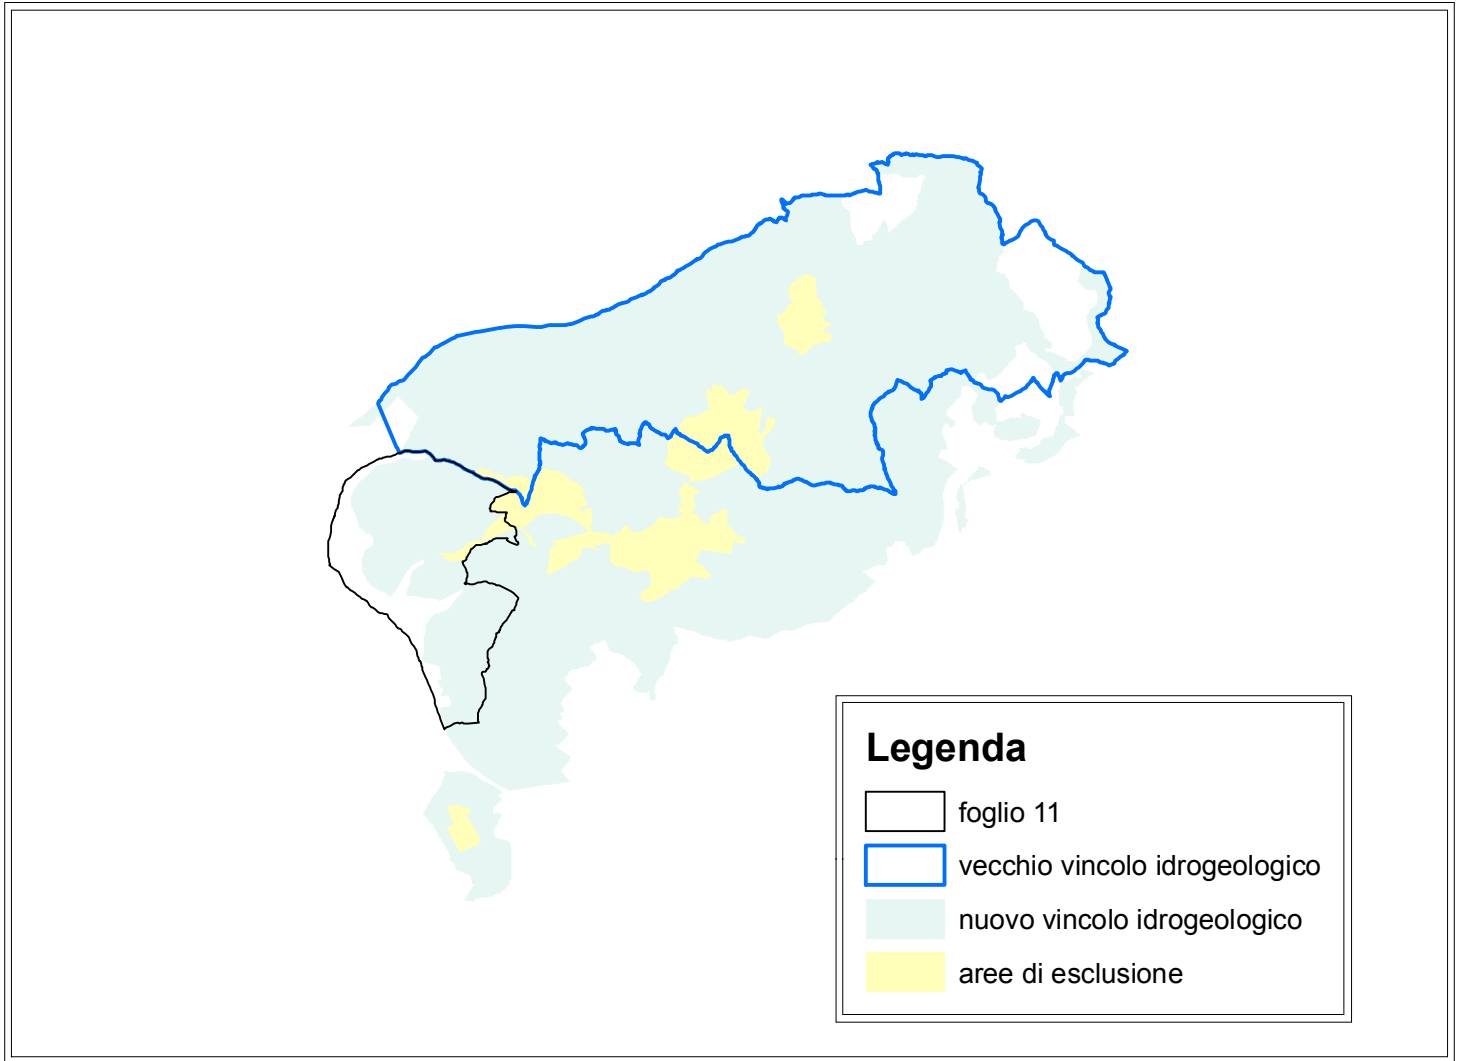 Legenda
foglio 11
vecchio vincolo idrogeologico
nuovo vincolo idrogeologico
aree di esclusione